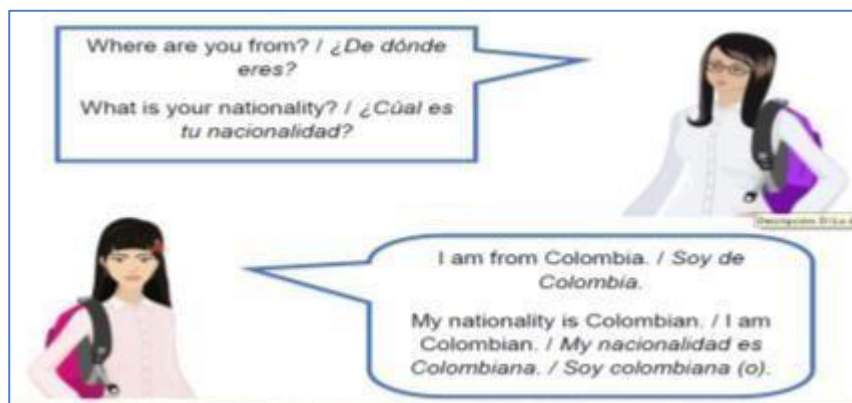 Where are you from? / ¿De dónde
eres?
What is your nationality? / ¿Cúal es
tu nacionalidad?
I am from Colombia. / Soy de
Colombia.
My nationality is Colombian. / I am
Colombian. / My nacionalidad es
Colombiana. / Soy colombiana (o).